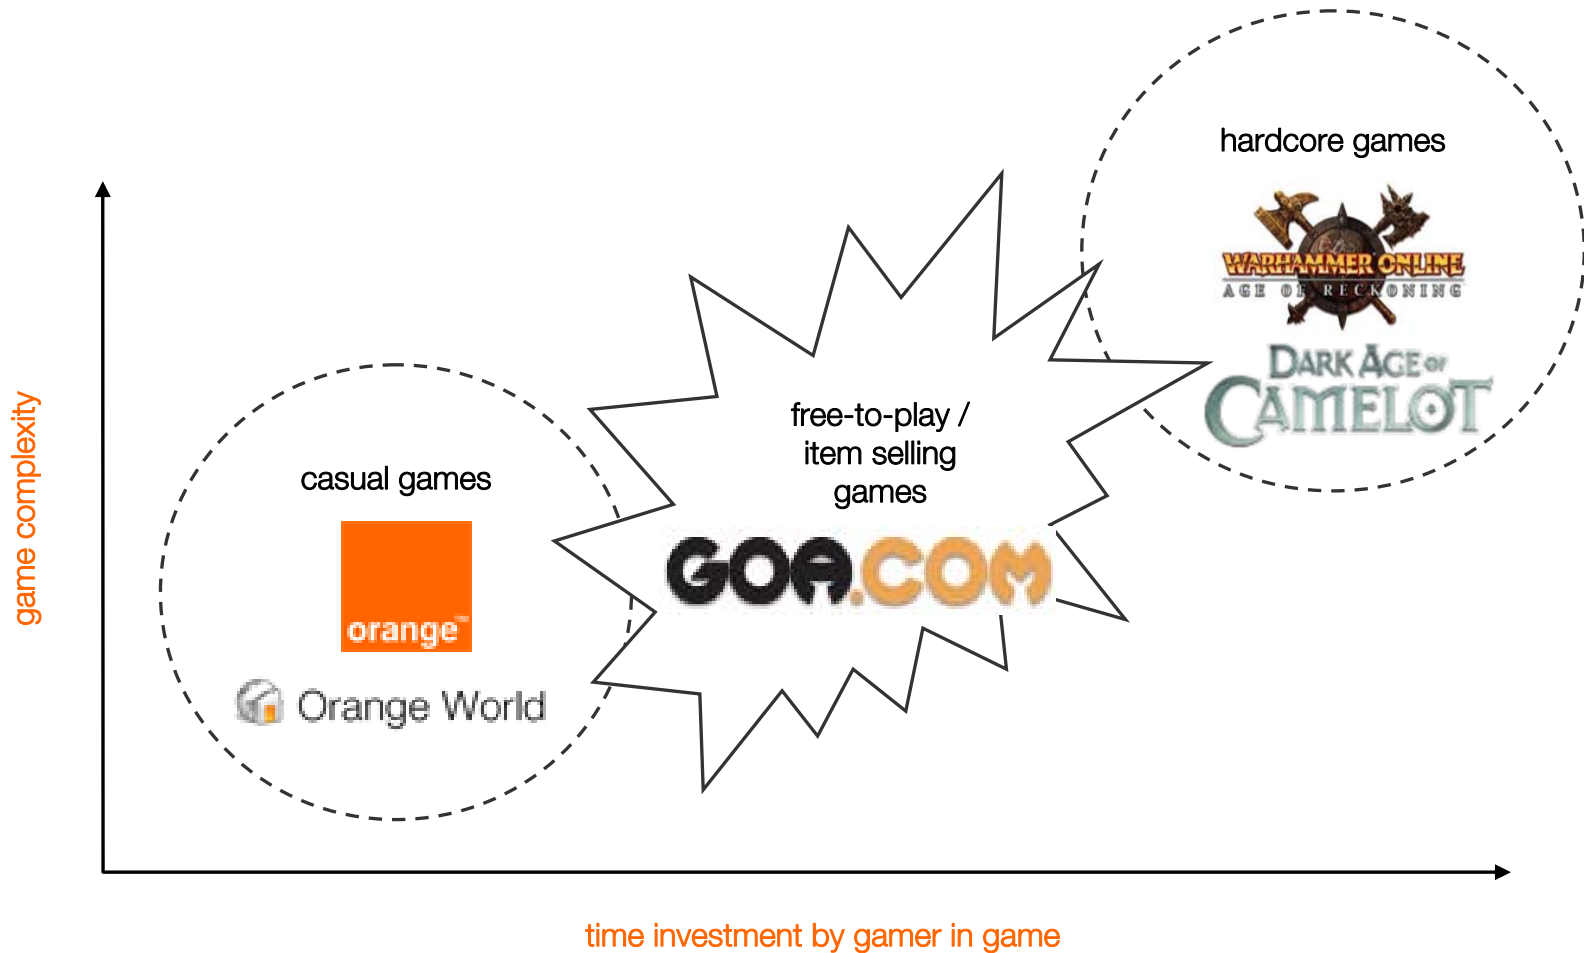 hardcore games
WARHAMMER ONLINE
AGE OF RECKONING
DARK AGE OF
CAMELOT
free-to-play /
item selling
games
GOA.COM
casual games
orange™
Orange World
game complexity
time investment by gamer in game